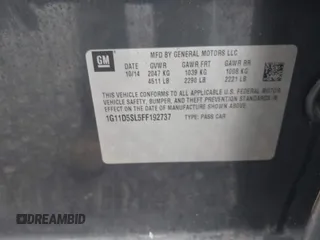 GM
MFD BY GENERAL MOTORS LLC
DATE GVWR GAWR FRT GAWR RR
10/14 2047 KG 1039 KG 1008 KG
4511 LB 2290 LB 2221 LB
THIS VEHICLE CONFORMS TO ALL APPLICABLE U.S. FEDERAL MOTOR VEHICLE
SAFETY, BUMPER, AND THEFT PREVENTION STANDARDS IN EFFECT ON THE DATE OF
MANUFACTURE SHOWN ABOVE.
1G11D5SL5FF192737 TYPE: PASS CAR
DREAMBID